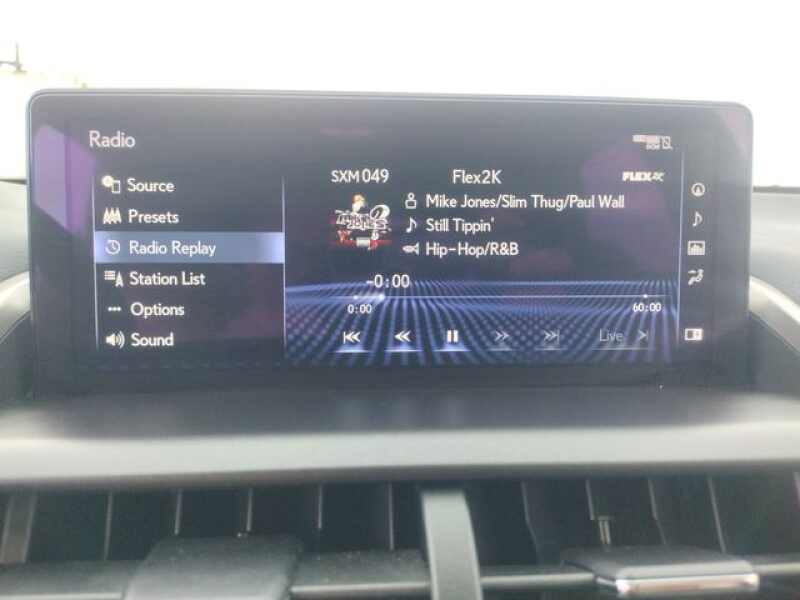 Radio
Source
Presets
Radio Replay
Station List
Options
Sound
SXM 049 Flex2K FLEX2K
Mike Jones/Slim Thug/Paul Wall
Still Tippin'
Hip-Hop/R&B
-0:00
0:00 60:00
Live